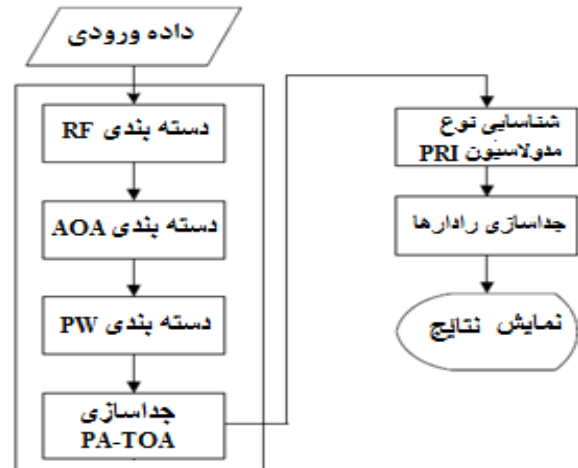 داده ورودی
دسته بندی RF
دسته بندی AOA
دسته بندی PW
جداسازی
PA-TOA
شناسایی نوع
مدولاسیون PRI
جداسازی رادارها
نمایش نتایج